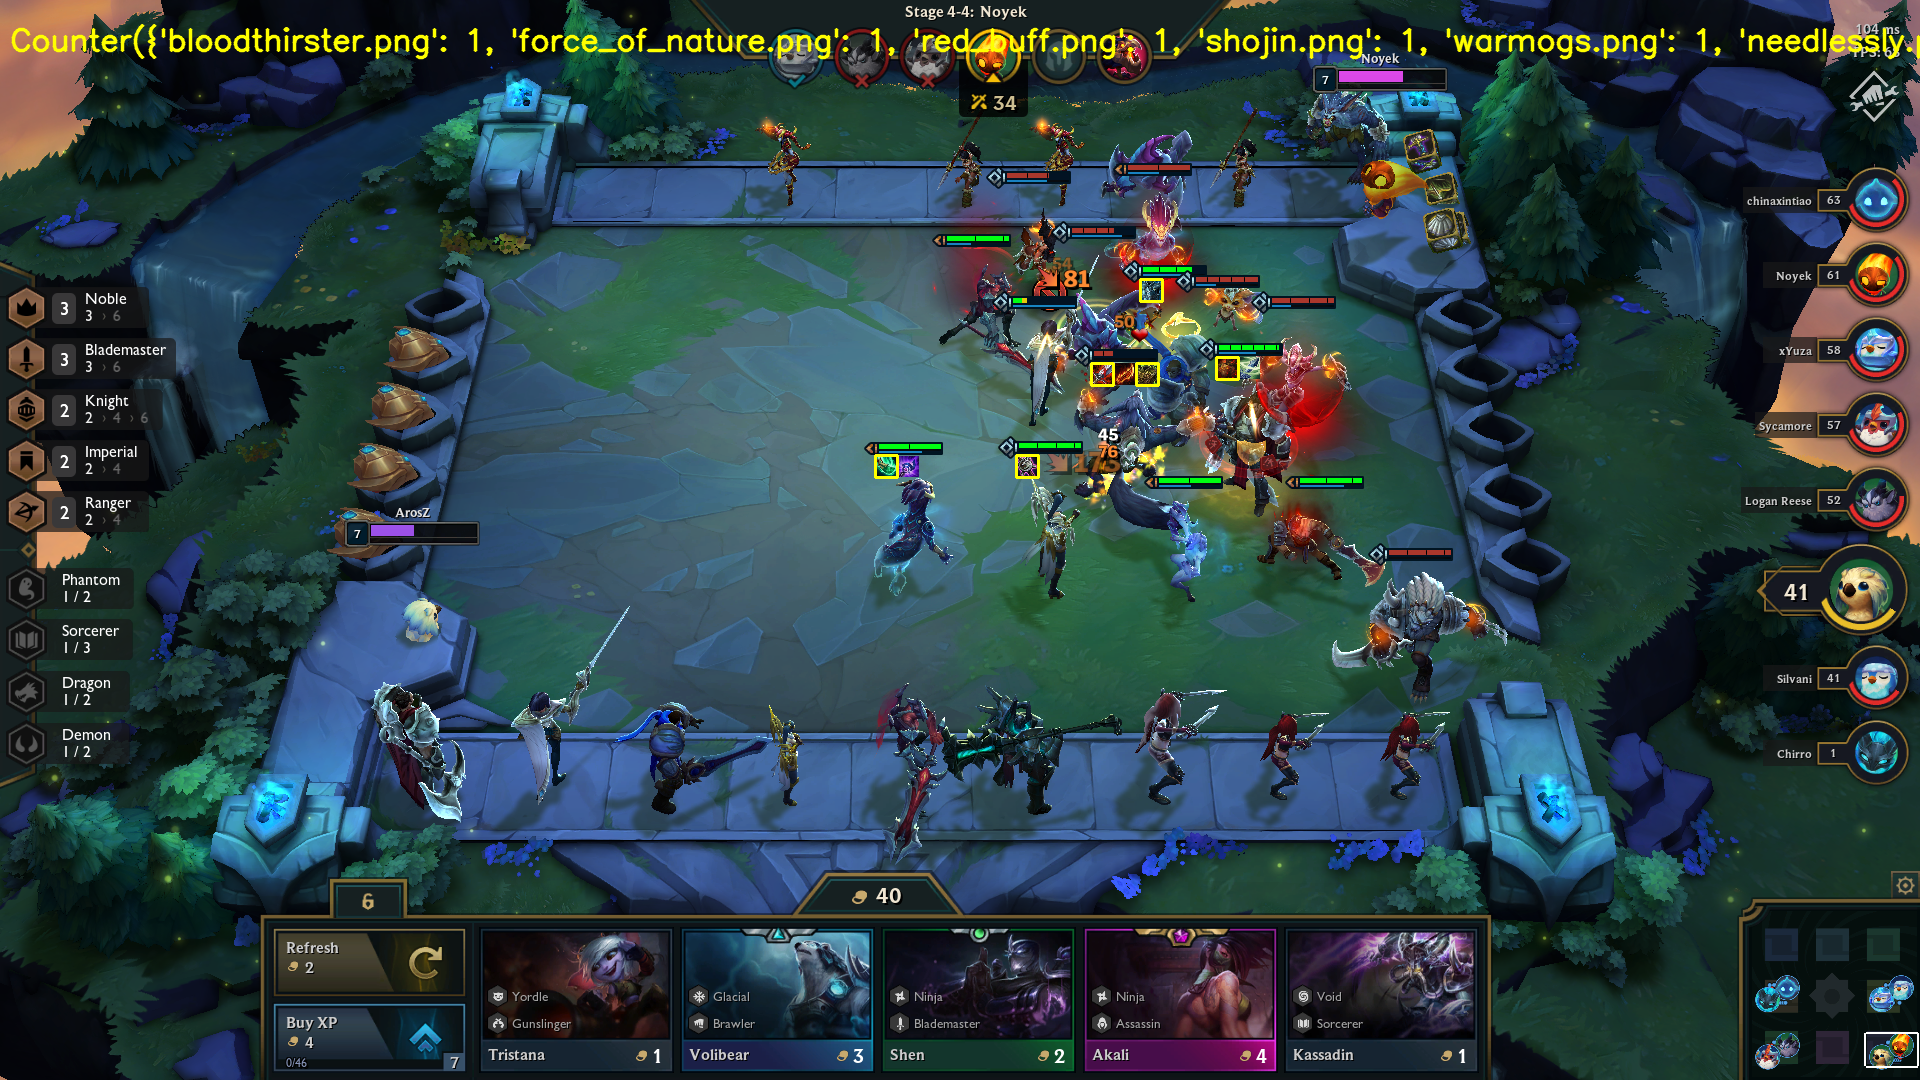 Stage 4-4: Noyek
Counter({'bloodthirster.png': 1, 'force_of_nature.png': 1, 'red_buff.png': 1, 'shojin.png': 1, 'warmogs.png': 1, 'needlessly.
104 ms
34
Noyek
7
chinaxintiao 63
Noyek 61
xYuza 58
Sycamore 57
Logan Reese 52
41
Silvani 41
Chirro 1
3 Noble
3 › 6
3 Blademaster
3 › 6
2 Knight
2 › 4 › 6
2 Imperial
2 › 4
2 Ranger
2 › 4
Phantom
1 / 2
Sorcerer
1 / 3
Dragon
1 / 2
Demon
1 / 2
ArosZ
7
81
50
45
76
175
6
40
Refresh
2
Buy XP
4
0/46
7
Yordle
Gunslinger
Tristana 1
Glacial
Brawler
Volibear 3
Ninja
Blademaster
Shen 2
Ninja
Assassin
Akali 4
Void
Sorcerer
Kassadin 1